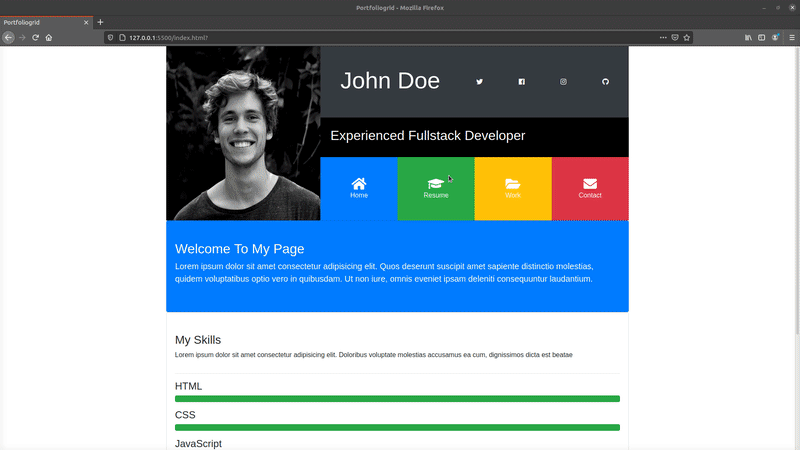 Portfoliogrid - Mozilla Firefox
Portfoliogrid
127.0.0.1:5500/index.html?
John Doe
Experienced Fullstack Developer
Home
Resume
Work
Contact
Welcome To My Page
Lorem ipsum dolor sit amet consectetur adipisicing elit. Quos deserunt suscipit amet sapiente distinctio molestias,
quidem voluptatibus optio vero in quibusdam. Ut non iure, omnis eveniet ipsam deleniti consequuntur laudantium.
My Skills
Lorem ipsum dolor sit amet consectetur adipisicing elit. Doloribus voluptate molestias accusamus ea cum, dignissimos dicta est beatae
HTML
CSS
JavaScript